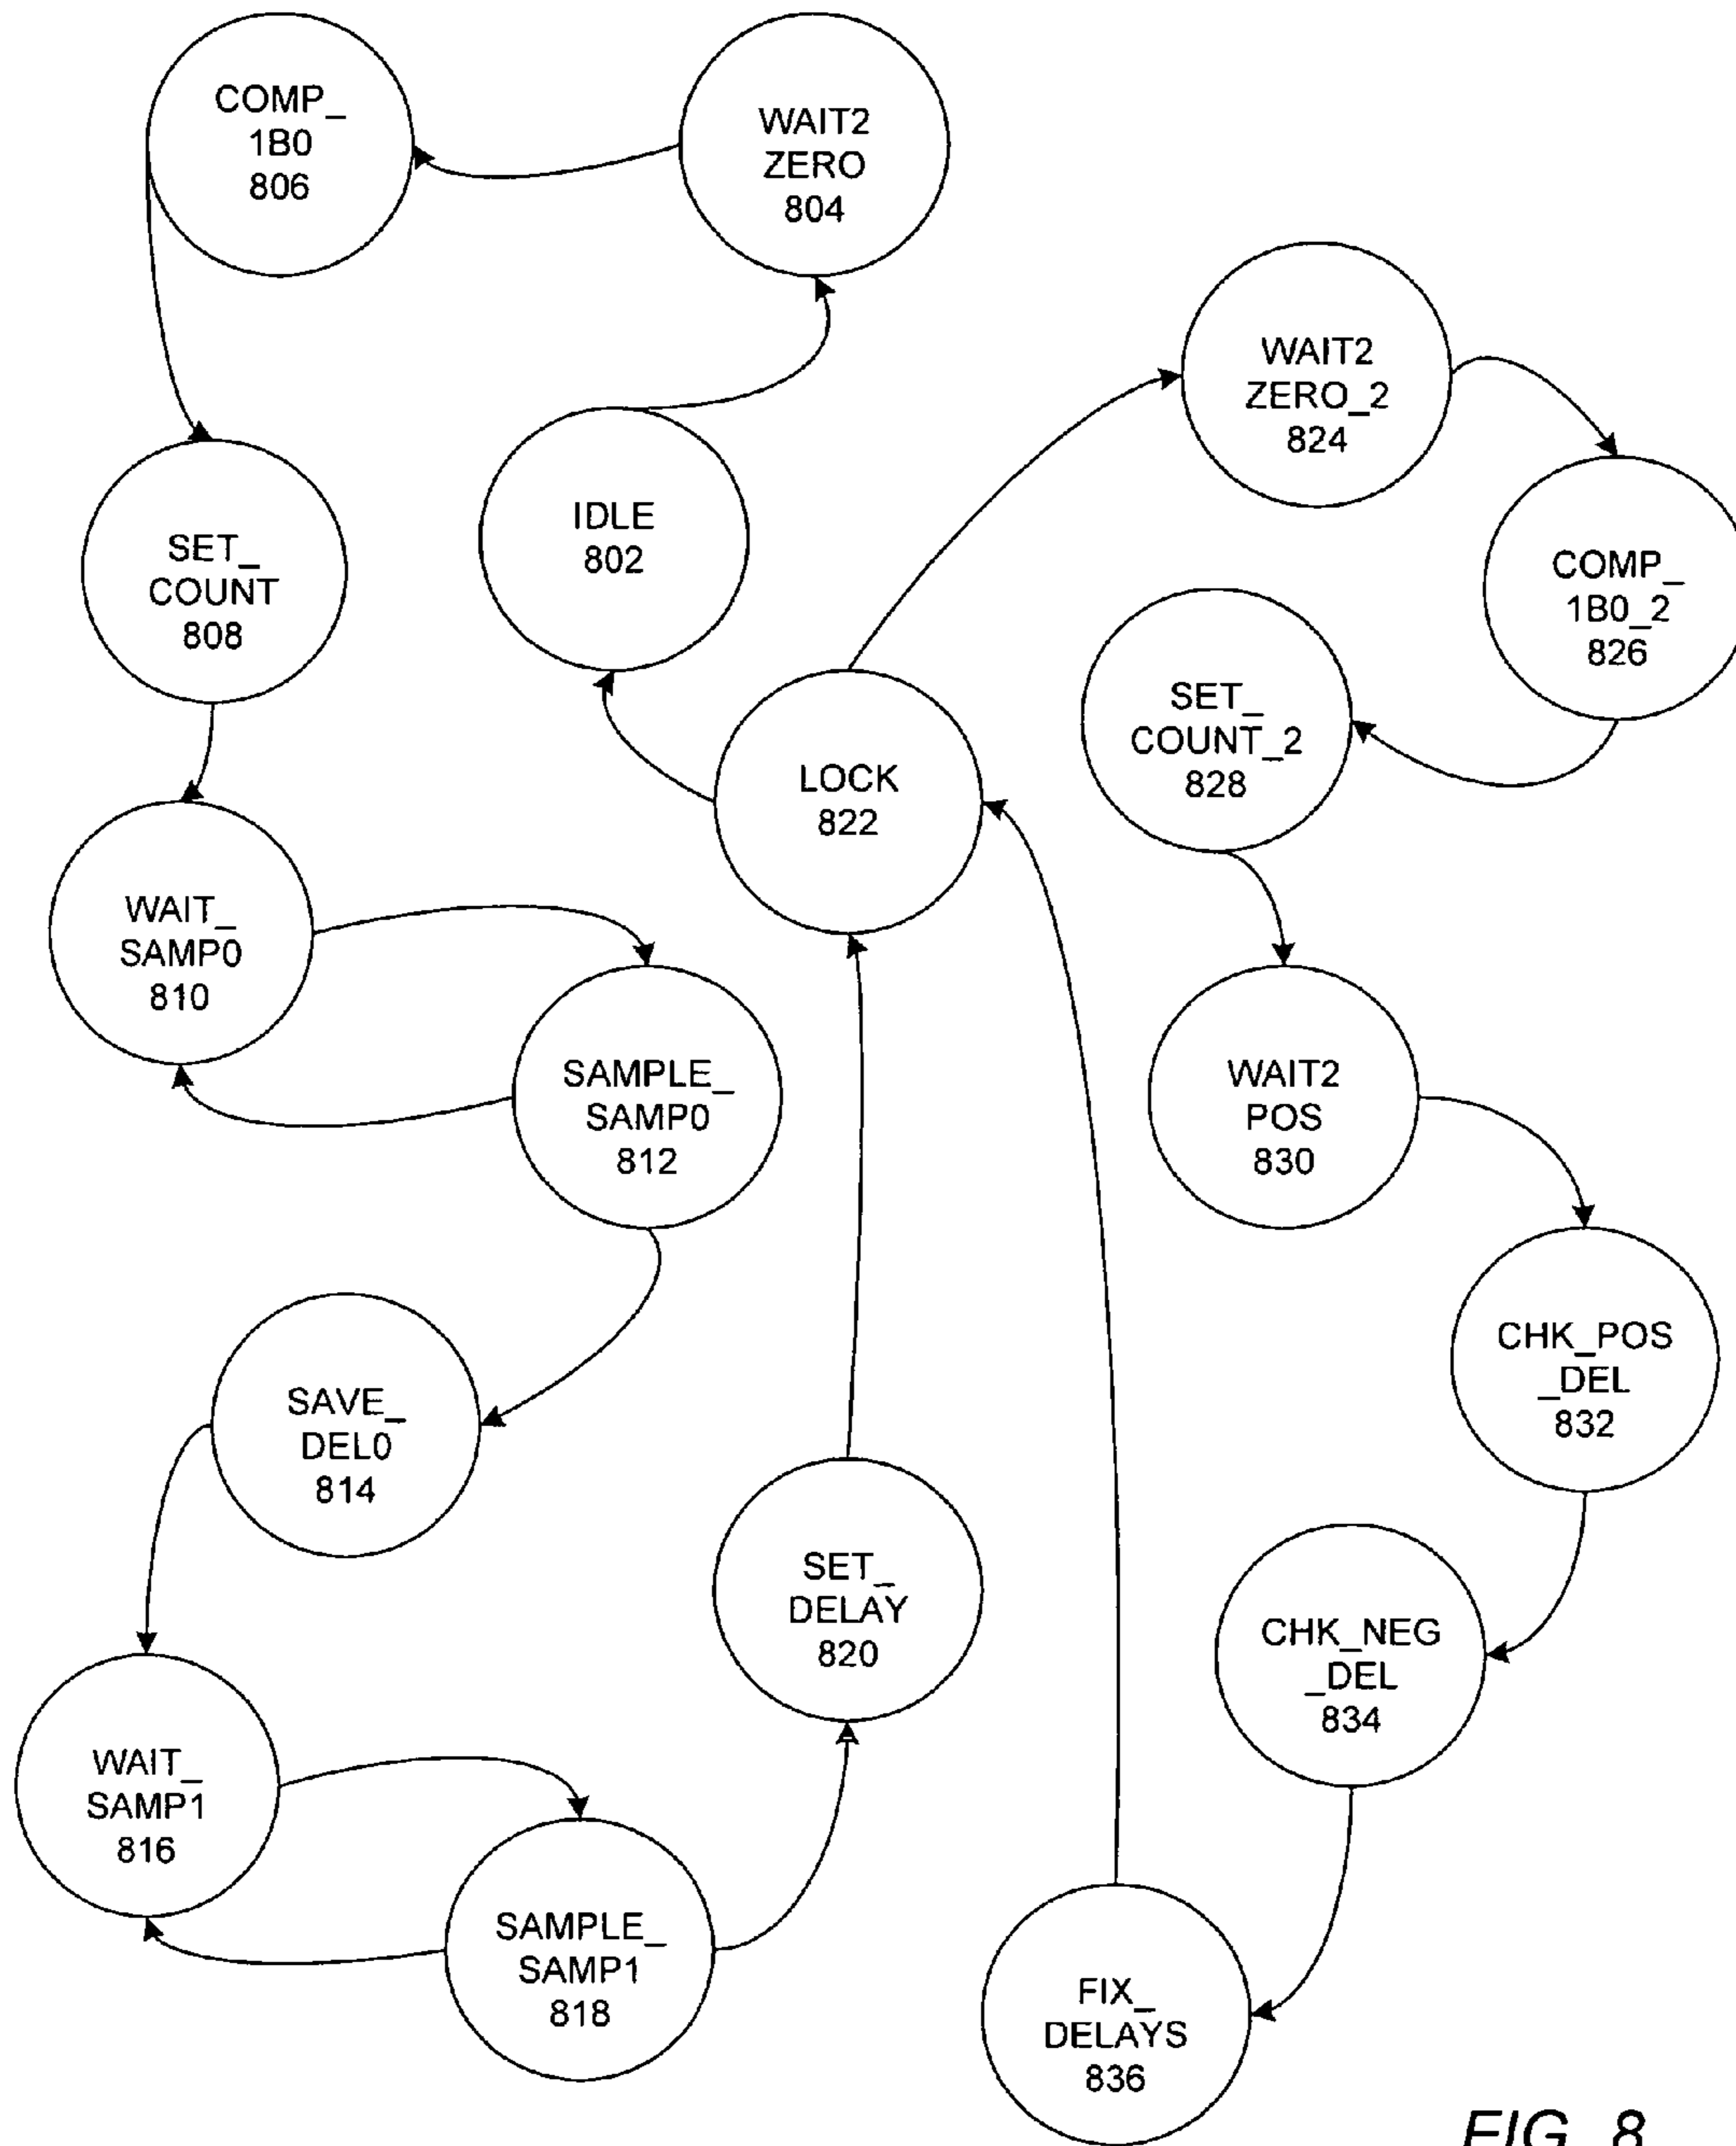 COMP_
1B0
806
WAIT2
ZERO
804
WAIT2
ZERO_2
824
IDLE
802
SET_
COUNT
808
COMP_
1B0_2
826
SET_
COUNT_2
828
LOCK
822
WAIT_
SAMP0
810
SAMPLE_
SAMP0
812
WAIT2
POS
830
CHK_POS
_DEL
832
SAVE_
DEL0
814
SET_
DELAY
820
CHK_NEG
_DEL
834
WAIT_
SAMP1
816
SAMPLE_
SAMP1
818
FIX_
DELAYS
836
FIG. 8